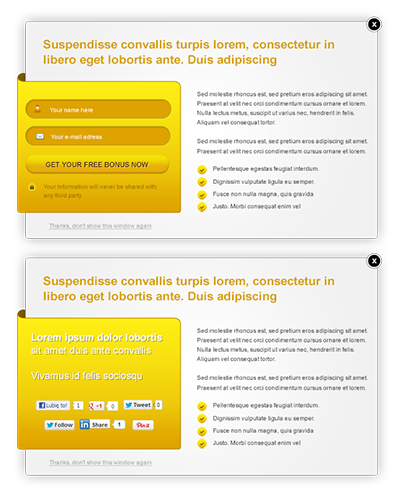 x
Suspendisse convallis turpis lorem, consectetur in
libero eget lobortis ante. Duis adipiscing
Your name here
Your e-mail adress
GET YOUR FREE BONUS NOW
Your Information will never be shared with
any third party
Sed molestie rhoncus est, sed pretium eros adipiscing sit amet.
Praesent at velit nec orci condimentum cursus ornare et lorem.
Nulla lectus metus, suscipit ut varius nec, hendrerit in felis.
Aliquam vel consequat tortor.
Sed molestie rhoncus est, sed pretium eros adipiscing sit amet.
Praesent at velit nec orci condimentum cursus ornare et lorem.
Pellentesque egestas feugiat interdum.
Dignissim vulputate ligula eu semper.
Fusce non nulla magna, quis gravida
Justo. Morbi consequat enim vel
Thanks, don't show this window again
x
Suspendisse convallis turpis lorem, consectetur in
libero eget lobortis ante. Duis adipiscing
Lorem ipsum dolor lobortis
sit amet duis ante convallis
Vivamus id felis sociosqu
Lubię to! 1 +1 0 Tweet 0
Follow in Share 1 Pin it
Sed molestie rhoncus est, sed pretium eros adipiscing sit amet.
Praesent at velit nec orci condimentum cursus ornare et lorem.
Nulla lectus metus, suscipit ut varius nec, hendrerit in felis.
Aliquam vel consequat tortor.
Sed molestie rhoncus est, sed pretium eros adipiscing sit amet.
Praesent at velit nec orci condimentum cursus ornare et lorem.
Pellentesque egestas feugiat interdum.
Dignissim vulputate ligula eu semper.
Fusce non nulla magna, quis gravida
Justo. Morbi consequat enim vel
Thanks, don't show this window again